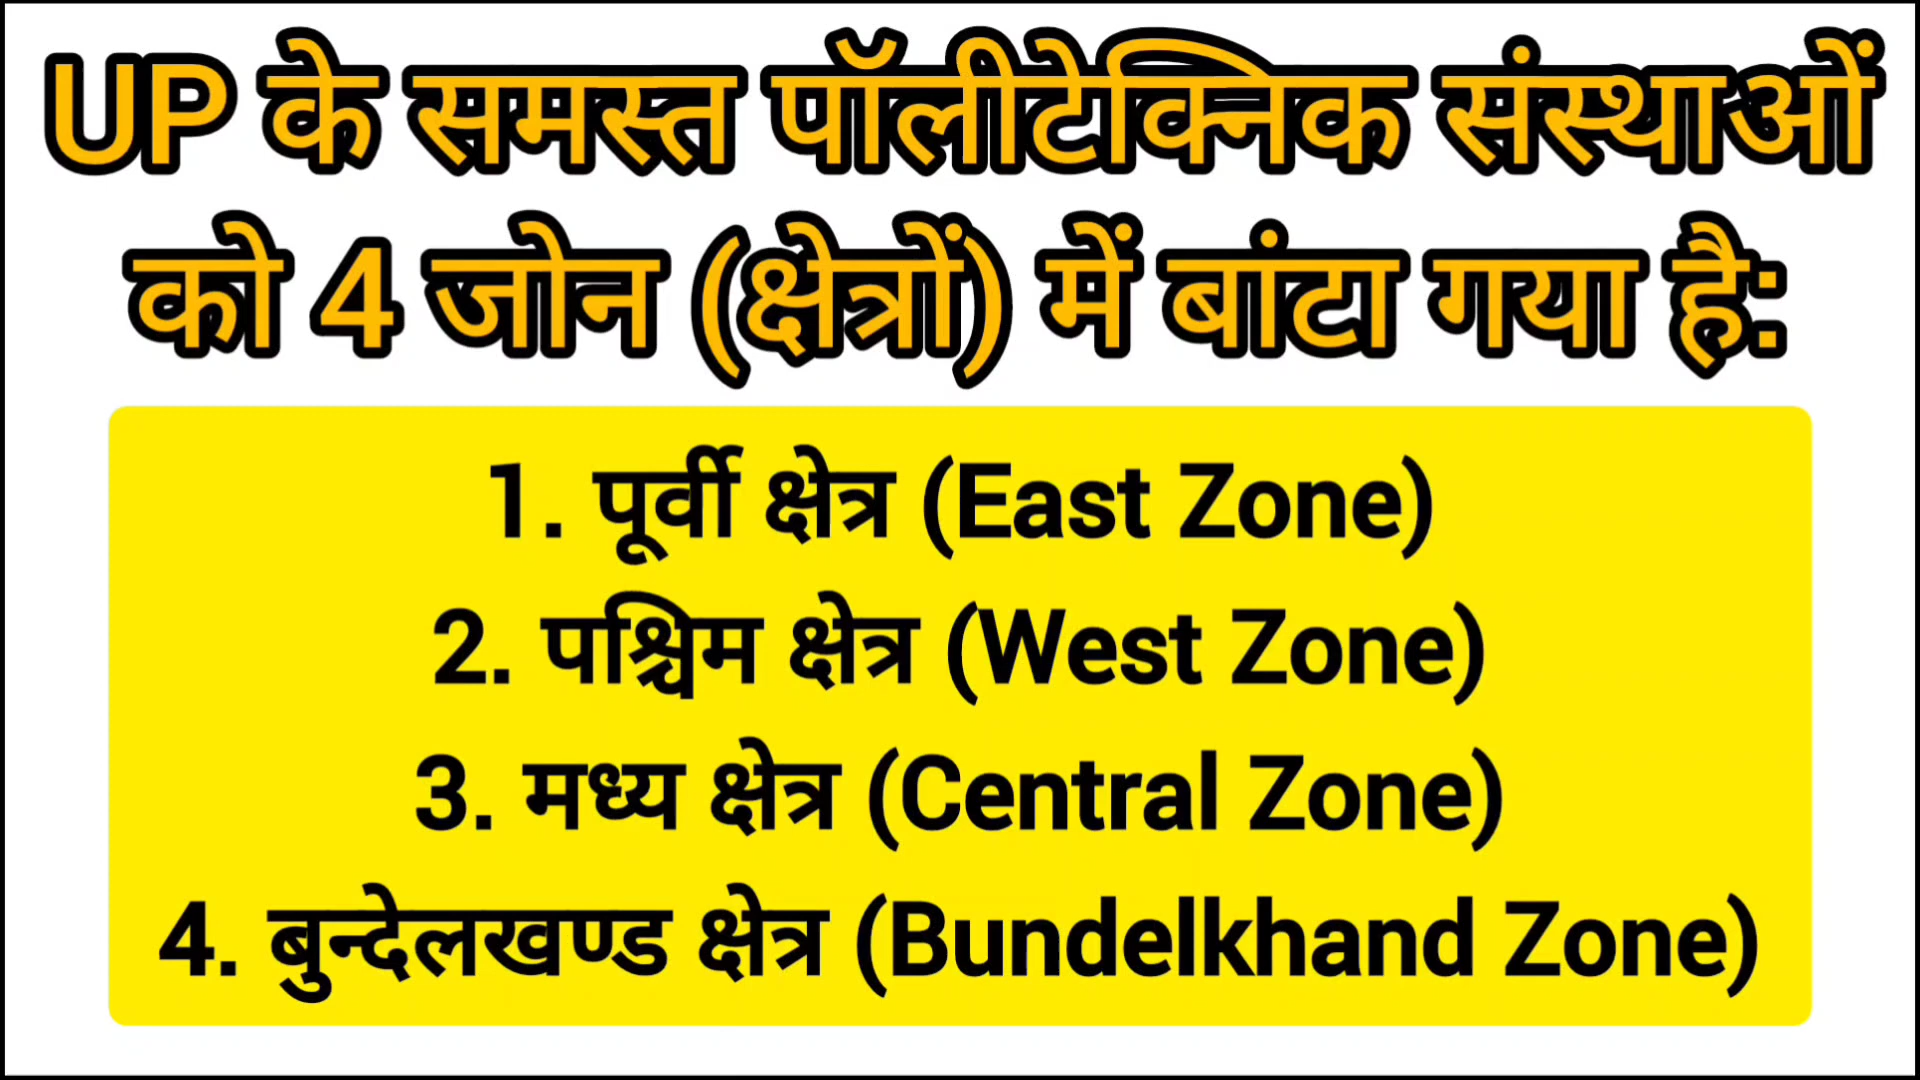 UP के समस्त पॉलीटेक्निक संस्थाओं
को 4 जोन (क्षेत्रों) में बांटा गया है:
1. पूर्वी क्षेत्र (East Zone)
2. पश्चिम क्षेत्र (West Zone)
3. मध्य क्षेत्र (Central Zone)
4. बुन्देलखण्ड क्षेत्र (Bundelkhand Zone)